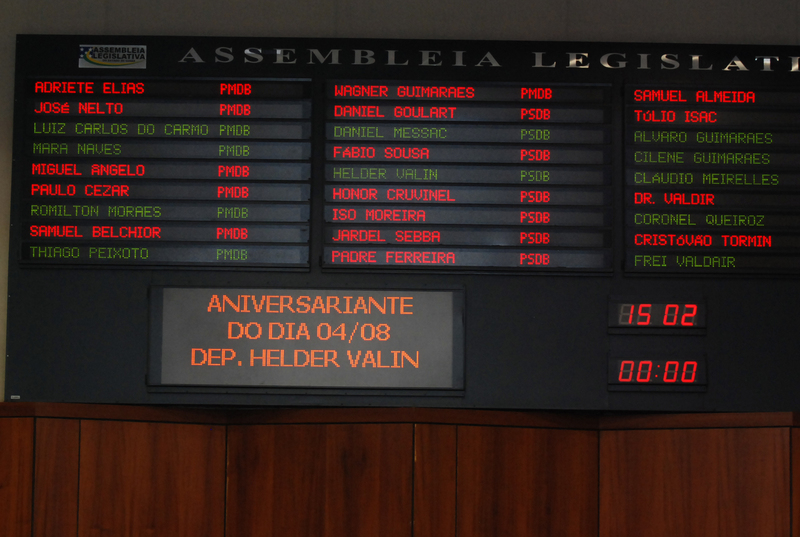 ASSEMBLEIA LEGISLATIVA
ASSEMBLEIA LEGISLATI
ADRIETE ELIAS PMDB
JOSÉ NELTO PMDB
LUIZ CARLOS DO CARMO PMDB
MARA NAVES PMDB
MIGUEL ANGELO PMDB
PAULO CEZAR PMDB
ROMILTON MORAES PMDB
SAMUEL BELCHIOR PMDB
THIAGO PEIXOTO PMDB
WAGNER GUIMARAES PMDB
DANIEL GOULART PSDB
DANIEL MESSAC PSDB
FÁBIO SOUSA PSDB
HELDER VALIN PSDB
HONOR CRUVINEL PSDB
ISO MOREIRA PSDB
JARDEL SEBBA PSDB
PADRE FERREIRA PSDB
SAMUEL ALMEIDA
TÚLIO ISAC
ALVARO GUIMARAES
CILENE GUIMARAES
CLAUDIO MEIRELLES
DR. VALDIR
CORONEL QUEIROZ
CRISTÓVÃO TORMIN
FREI VALDAIR
ANIVERSARIANTE
DO DIA 04/08
DEP. HELDER VALIN
15 02
00:00